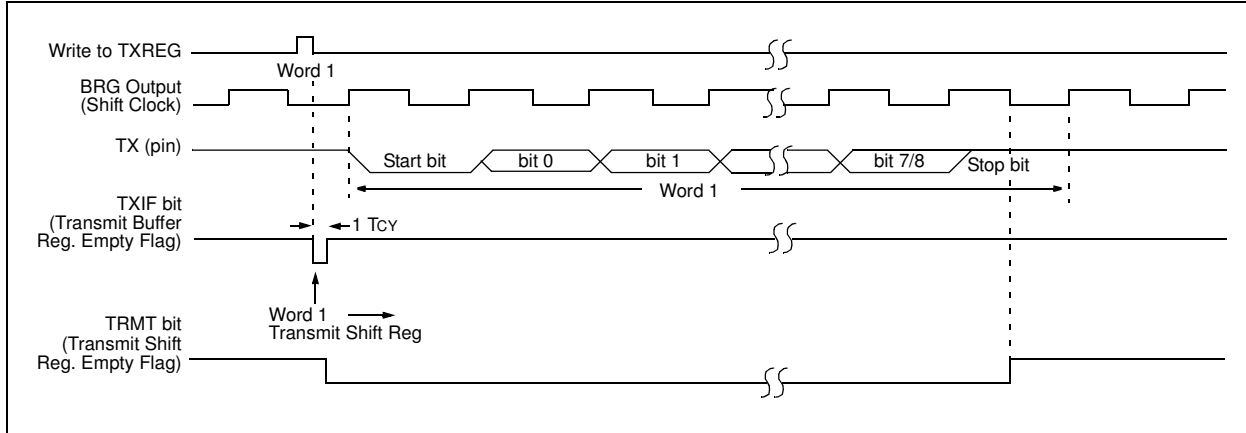 Write to TXREG
Word 1
BRG Output
(Shift Clock)
TX (pin)
Start bit
bit 0
bit 1
bit 7/8
Stop bit
Word 1
TXIF bit
(Transmit Buffer
Reg. Empty Flag)
1 TCY
Word 1
Transmit Shift Reg
TRMT bit
(Transmit Shift
Reg. Empty Flag)